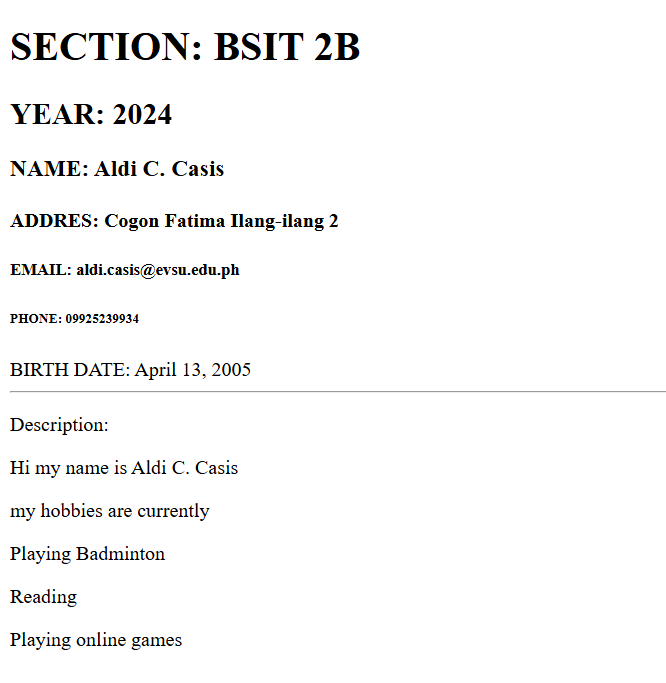 SECTION: BSIT 2B
YEAR: 2024
NAME: Aldi C. Casis
ADDRES: Cogon Fatima Ilang-ilang 2
EMAIL: aldi.casis@evsu.edu.ph
PHONE: 09925239934
BIRTH DATE: April 13, 2005
Description:
Hi my name is Aldi C. Casis
my hobbies are currently
Playing Badminton
Reading
Playing online games